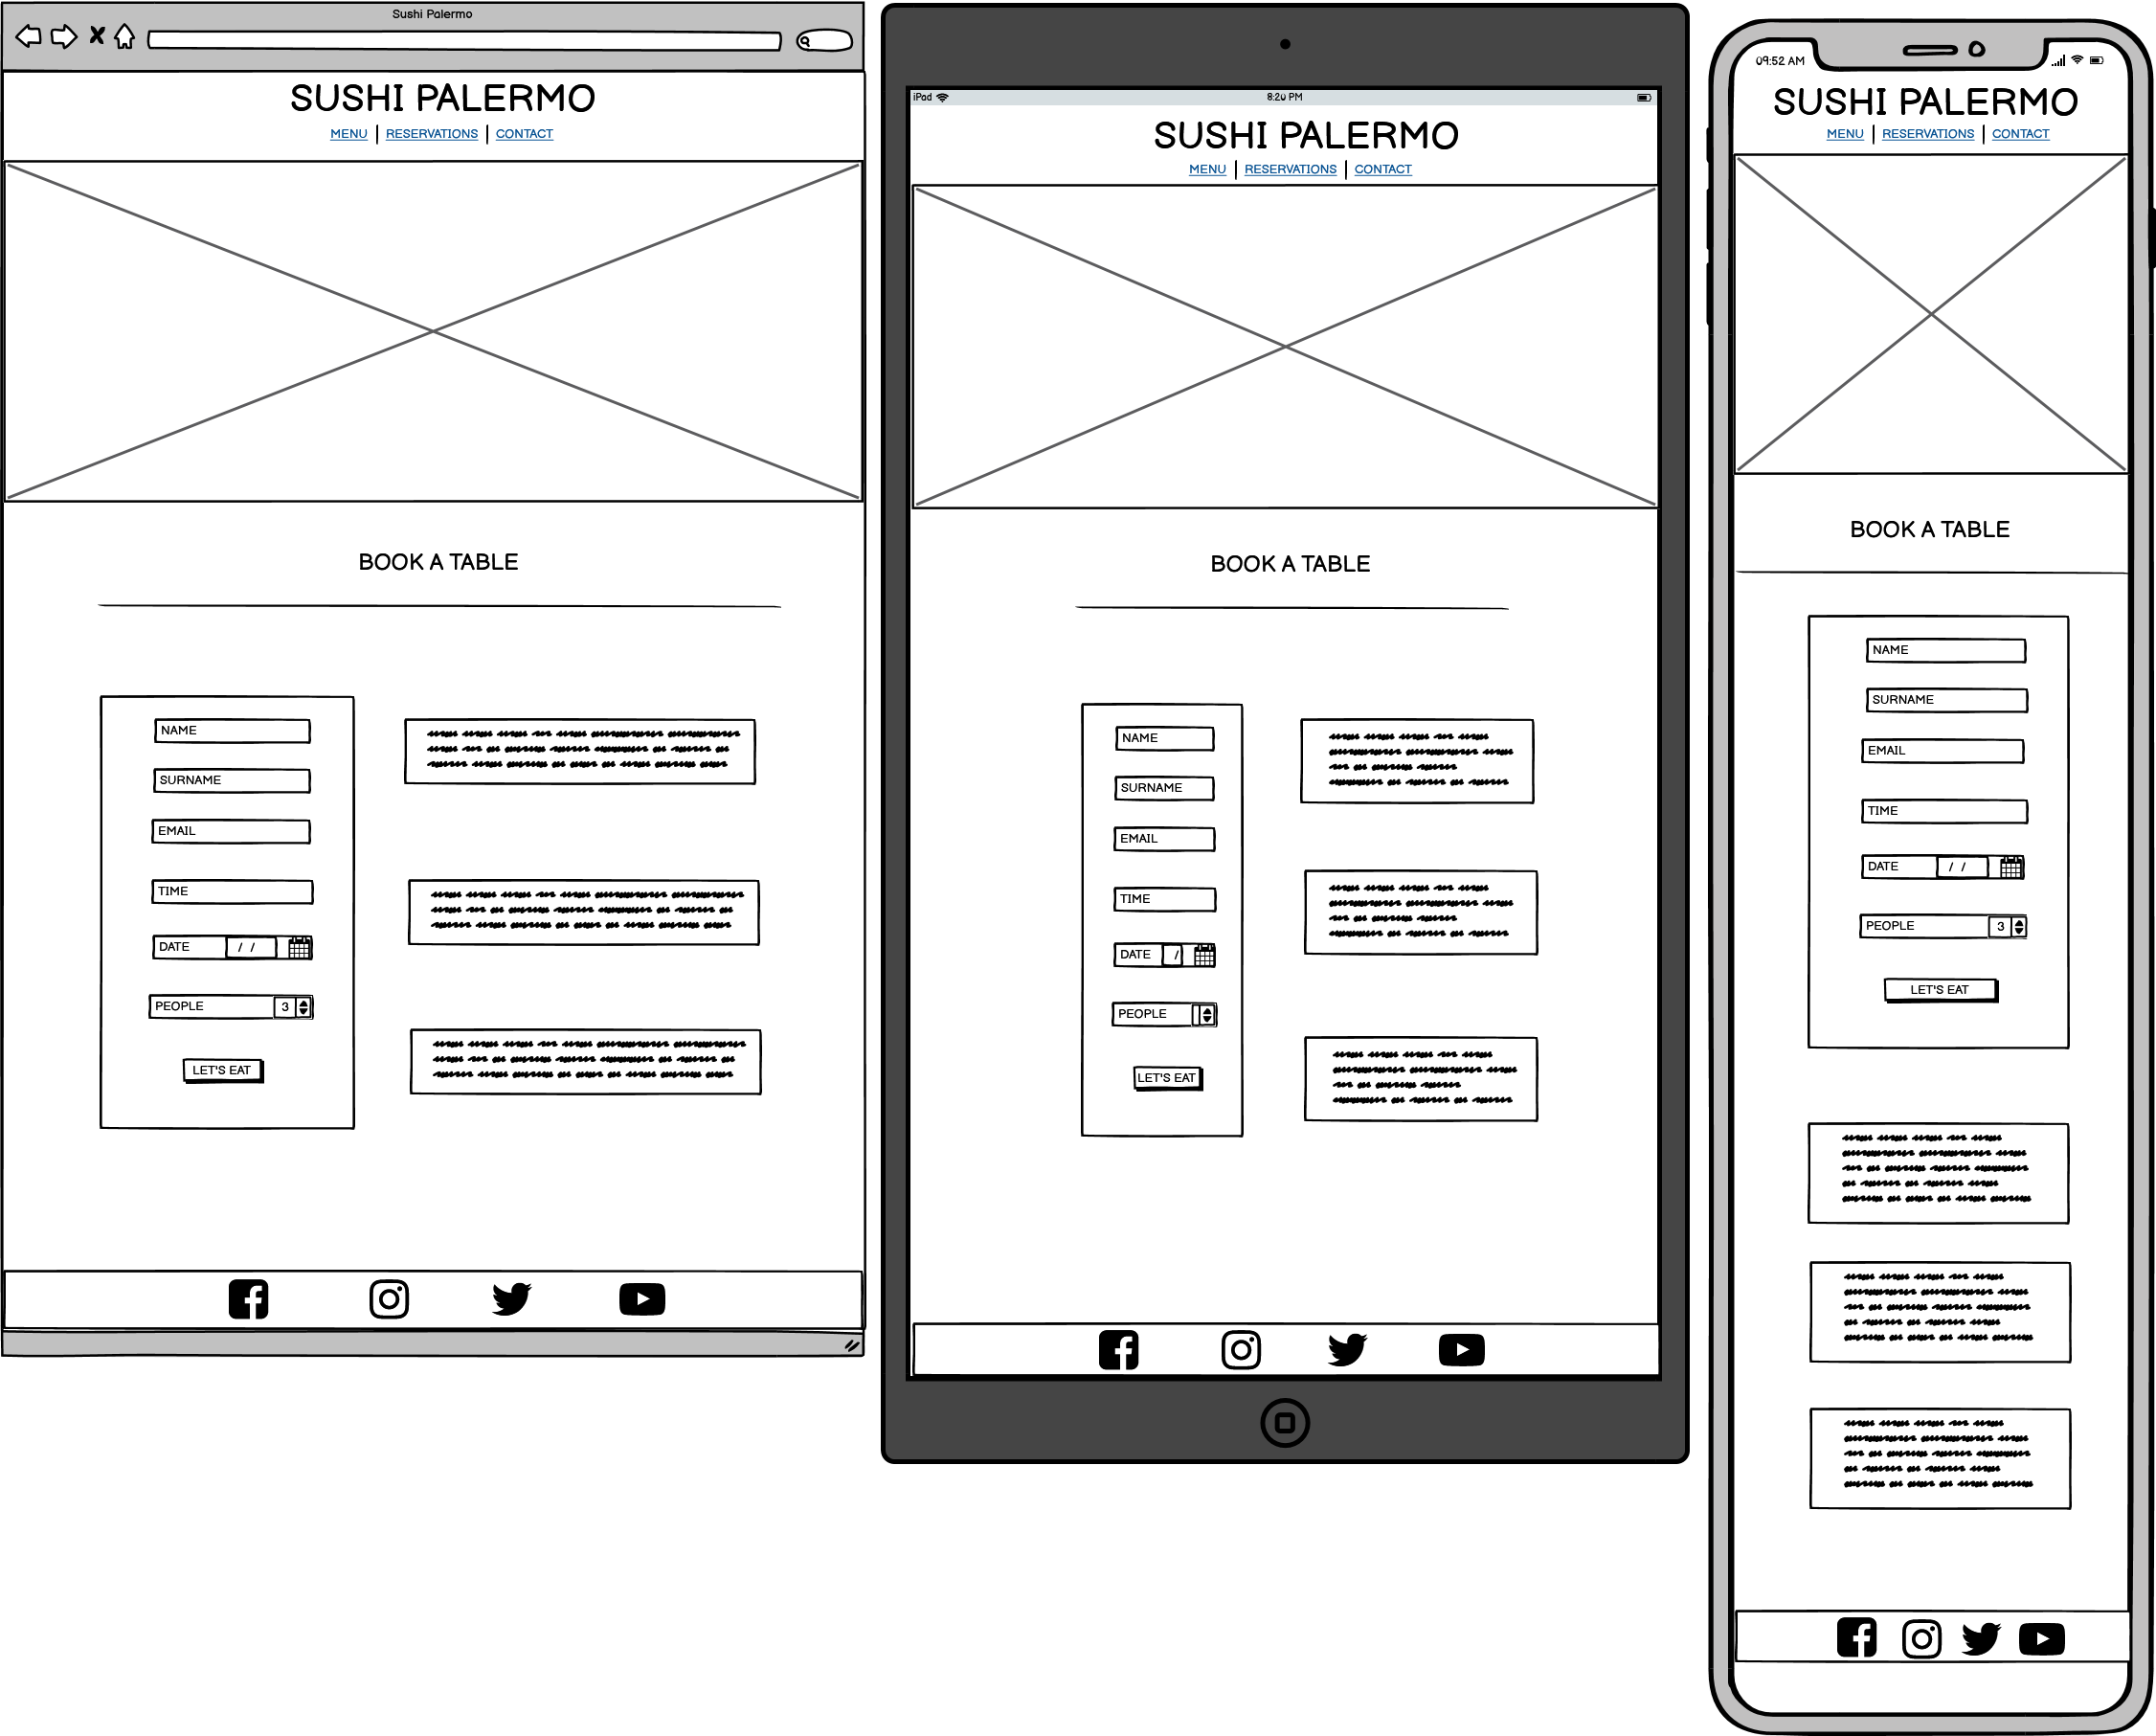 Sushi Palermo
SUSHI PALERMO
MENU | RESERVATIONS | CONTACT
BOOK A TABLE
NAME
SURNAME
EMAIL
TIME
DATE / /
PEOPLE 3
LET'S EAT
iPad 8:20 PM
SUSHI PALERMO
MENU | RESERVATIONS | CONTACT
BOOK A TABLE
NAME
SURNAME
EMAIL
TIME
DATE /
PEOPLE
LET'S EAT
09:52 AM
SUSHI PALERMO
MENU | RESERVATIONS | CONTACT
BOOK A TABLE
NAME
SURNAME
EMAIL
TIME
DATE / /
PEOPLE 3
LET'S EAT